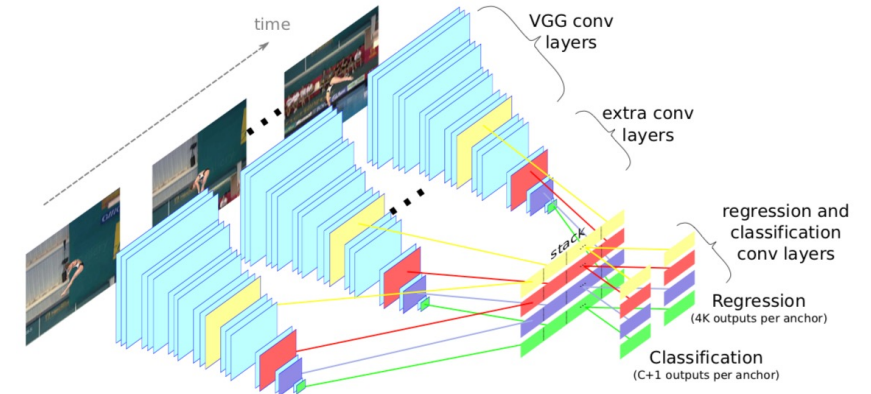 time
VGG conv
layers
extra conv
layers
stack
regression and
classification
conv layers
Regression
(4K outputs per anchor)
Classification
(C+1 outputs per anchor)